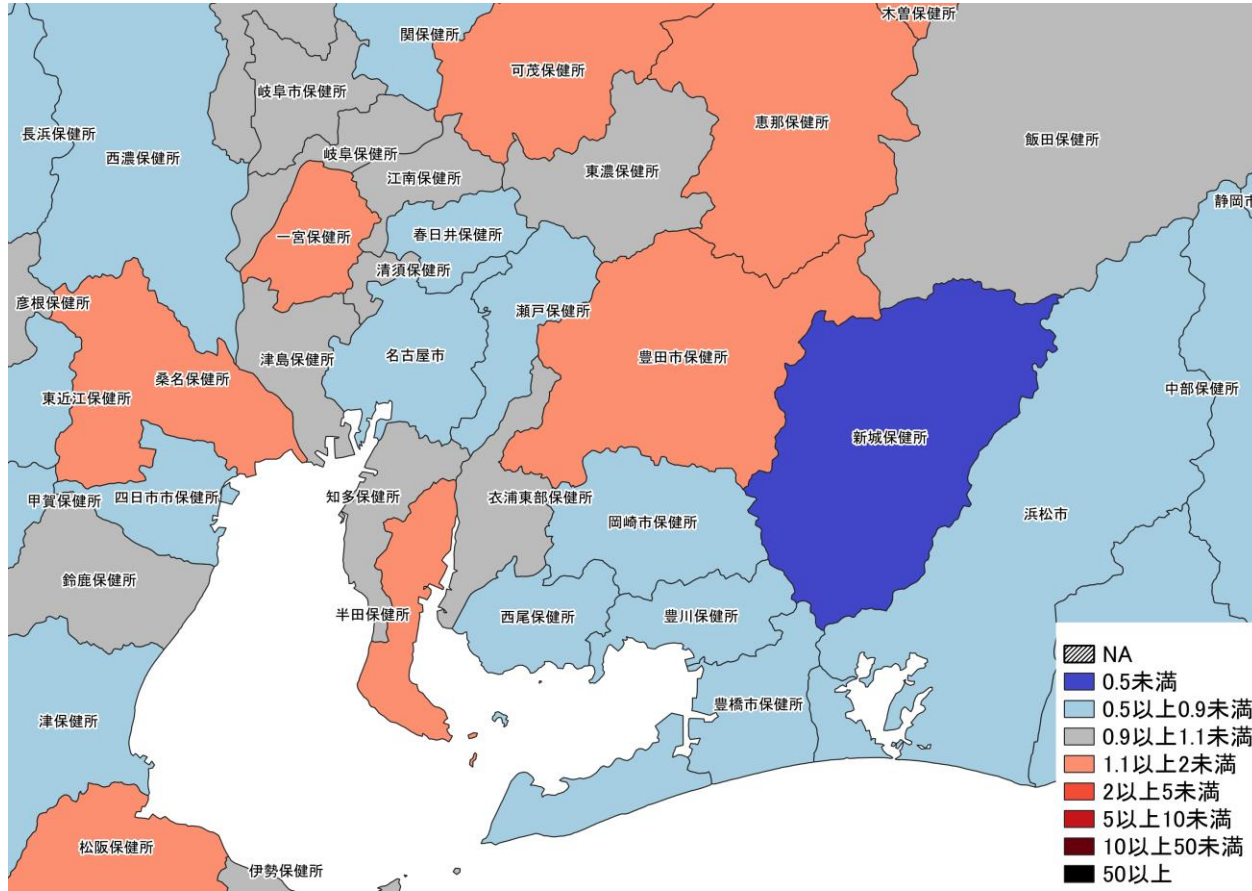 木曽保健所
関保健所
可茂保健所
岐阜市保健所
恵那保健所
長浜保健所
西濃保健所
飯田保健所
岐阜保健所
東濃保健所
江南保健所
静岡市
一宮保健所
春日井保健所
清須保健所
彦根保健所
瀬戸保健所
津島保健所
名古屋市
豊田市保健所
桑名保健所
中部保健所
東近江保健所
新城保健所
甲賀保健所
四日市市保健所
知多保健所
衣浦東部保健所
岡崎市保健所
浜松市
鈴鹿保健所
半田保健所
西尾保健所
豊川保健所
豊橋市保健所
津保健所
松阪保健所
伊勢保健所
NA
0.5未満
0.5以上0.9未満
0.9以上1.1未満
1.1以上2未満
2以上5未満
5以上10未満
10以上50未満
50以上